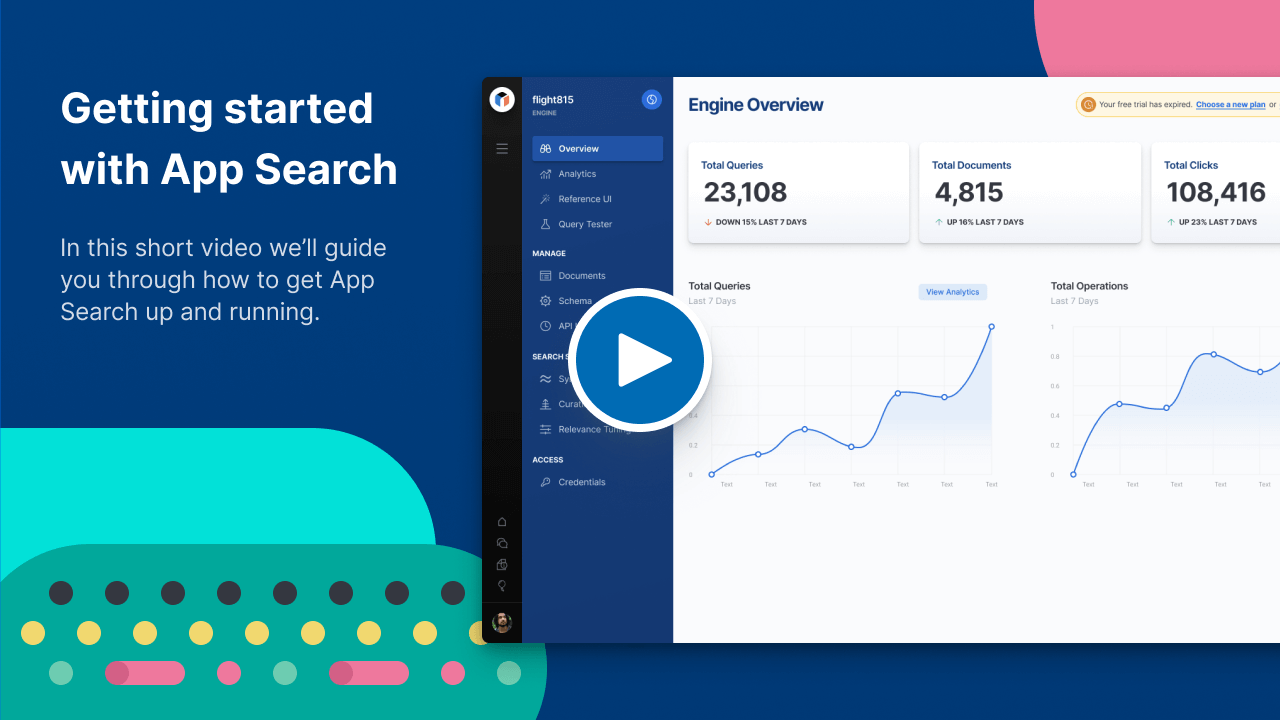 Getting started
with App Search
In this short video we’ll guide
you through how to get App
Search up and running.
flight815
ENGINE
Overview
Analytics
Reference UI
Query Tester
MANAGE
Documents
Schema
API
SEARCH S
Sy
Curati
Relevance Tuning
ACCESS
Credentials
Engine Overview
Your free trial has expired. Choose a new plan or
Total Queries
23,108
DOWN 15% LAST 7 DAYS
Total Documents
4,815
UP 16% LAST 7 DAYS
Total Clicks
108,416
UP 23% LAST 7 DAYS
Total Queries
Last 7 Days
View Analytics
0.4
0.2
0
Text Text Text Text Text Text Text
Total Operations
Last 7 Days
1
0.8
0.6
0.4
0.2
0
Text Text Text Text Text